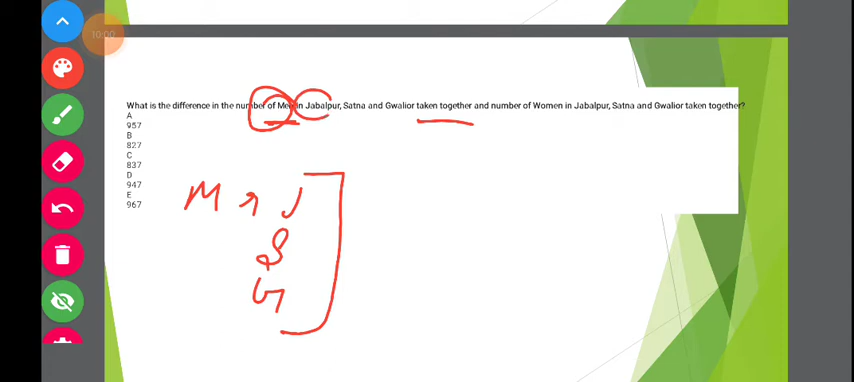 10:00
What is the difference in the number of Men in Jabalpur, Satna and Gwalior taken together and number of Women in Jabalpur, Satna and Gwalior taken together?
A
957
B
827
C
837
D
947
E
967
M → J
S
G